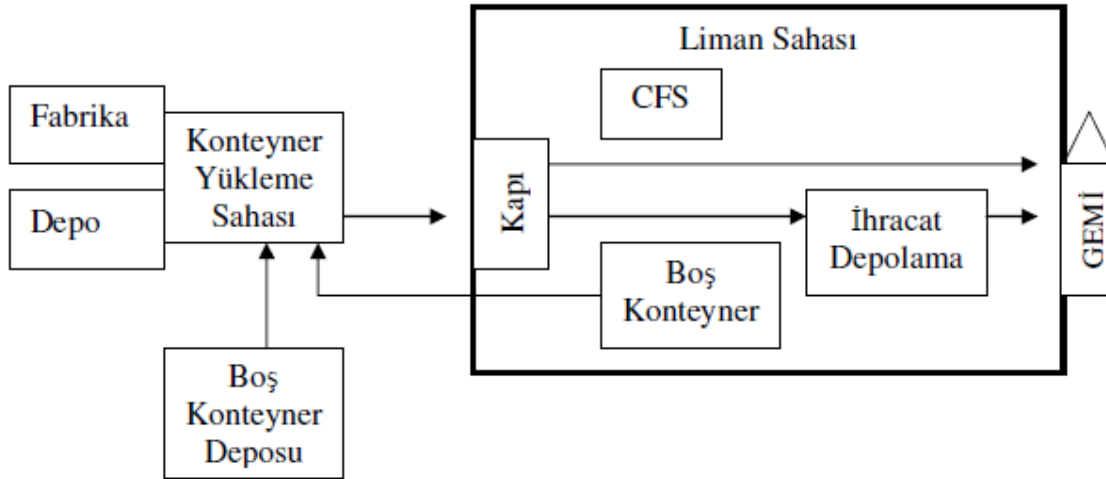 Liman Sahası
CFS
Fabrika
Konteyner
Yükleme
Sahası
Depo
Kapı
İhracat
Depolama
GEMİ
Boş
Konteyner
Boş
Konteyner
Deposu